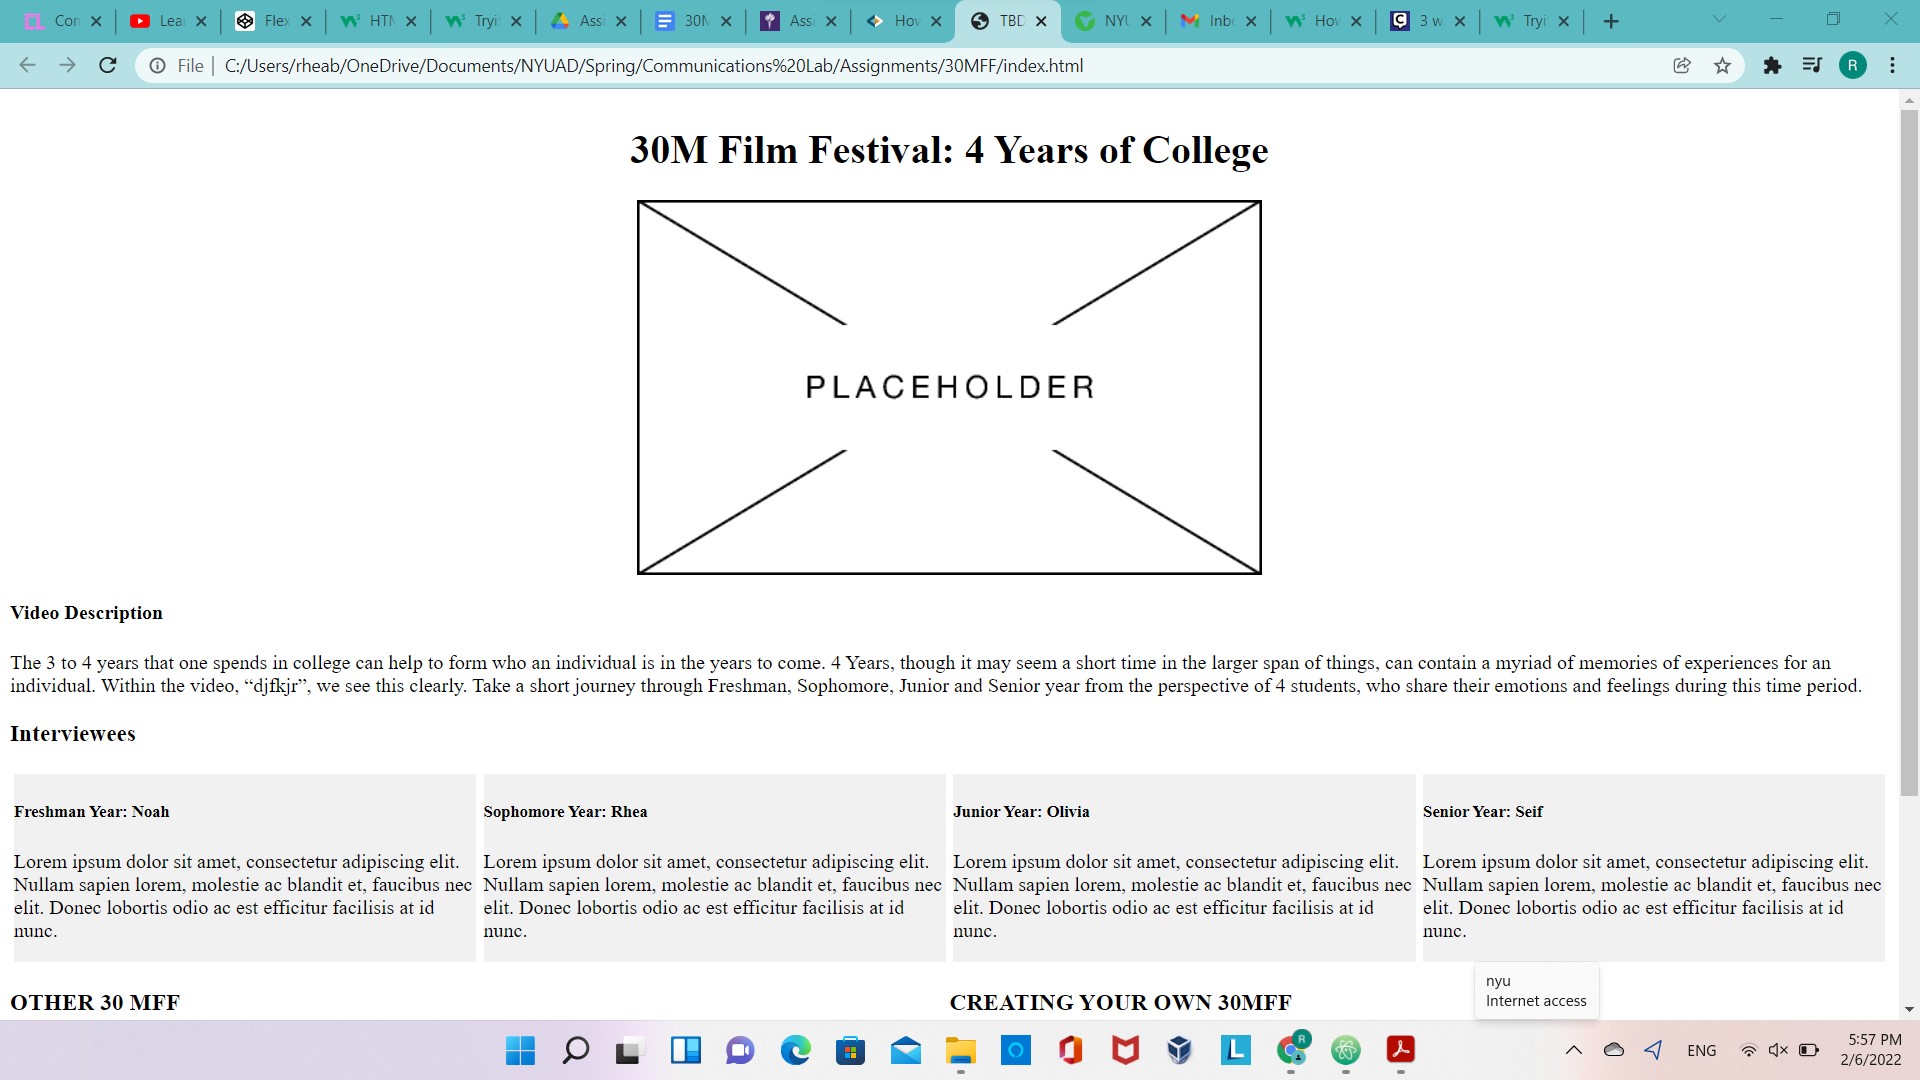 Con
Lea
Flex
HTM
Tryi
Assi
30M
Assi
How
TBD
NYU
Inbo
How
3 w
Tryi
File
C:/Users/rheab/OneDrive/Documents/NYUAD/Spring/Communications%20Lab/Assignments/30MFF/index.html
R
30M Film Festival: 4 Years of College
PLACEHOLDER
Video Description
The 3 to 4 years that one spends in college can help to form who an individual is in the years to come. 4 Years, though it may seem a short time in the larger span of things, can contain a myriad of memories of experiences for an
individual. Within the video, “djfkjr”, we see this clearly. Take a short journey through Freshman, Sophomore, Junior and Senior year from the perspective of 4 students, who share their emotions and feelings during this time period.
Interviewees
Freshman Year: Noah
Lorem ipsum dolor sit amet, consectetur adipiscing elit.
Nullam sapien lorem, molestie ac blandit et, faucibus nec
elit. Donec lobortis odio ac est efficitur facilisis at id
nunc.
Sophomore Year: Rhea
Lorem ipsum dolor sit amet, consectetur adipiscing elit.
Nullam sapien lorem, molestie ac blandit et, faucibus nec
elit. Donec lobortis odio ac est efficitur facilisis at id
nunc.
Junior Year: Olivia
Lorem ipsum dolor sit amet, consectetur adipiscing elit.
Nullam sapien lorem, molestie ac blandit et, faucibus nec
elit. Donec lobortis odio ac est efficitur facilisis at id
nunc.
Senior Year: Seif
Lorem ipsum dolor sit amet, consectetur adipiscing elit.
Nullam sapien lorem, molestie ac blandit et, faucibus nec
elit. Donec lobortis odio ac est efficitur facilisis at id
nunc.
OTHER 30 MFF
CREATING YOUR OWN 30MFF
nyu
Internet access
ENG
5:57 PM
2/6/2022